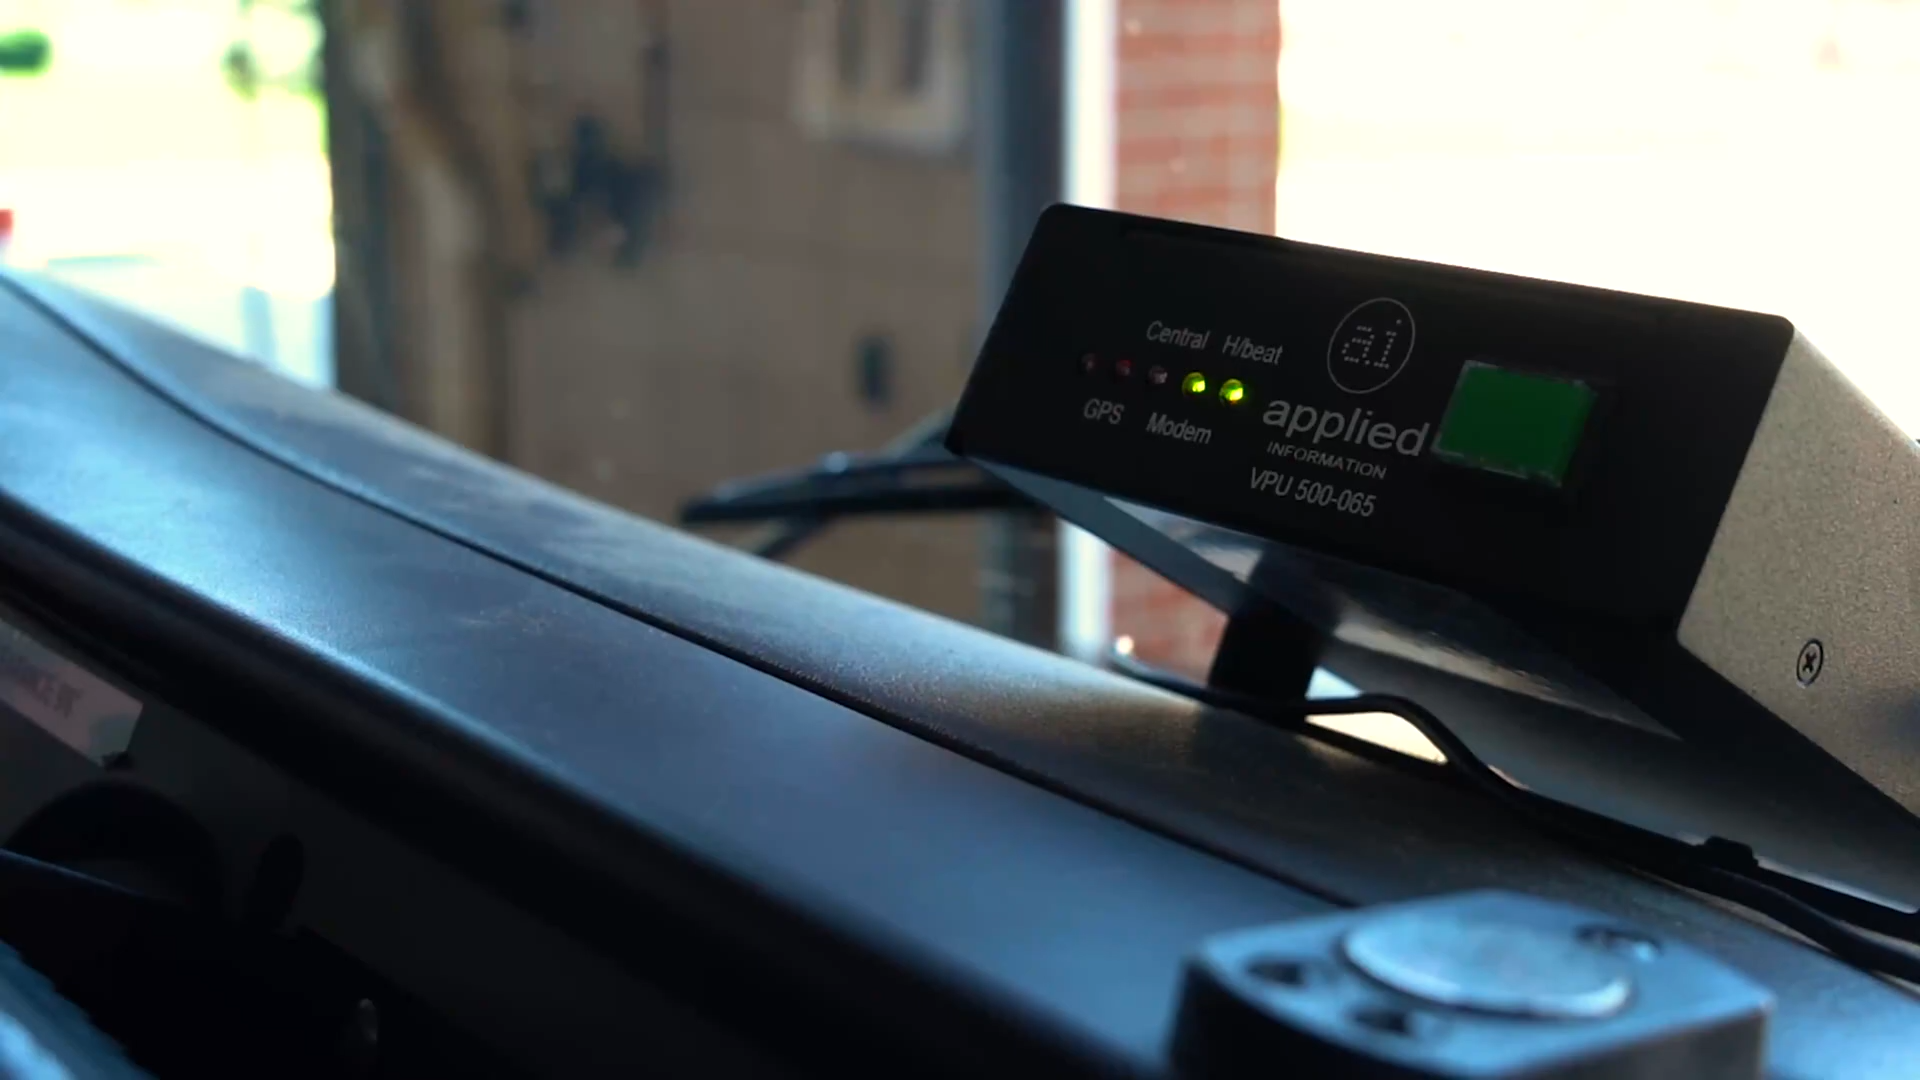 Central H/beat
GPS Modem
ai
applied
INFORMATION
VPU 500-065